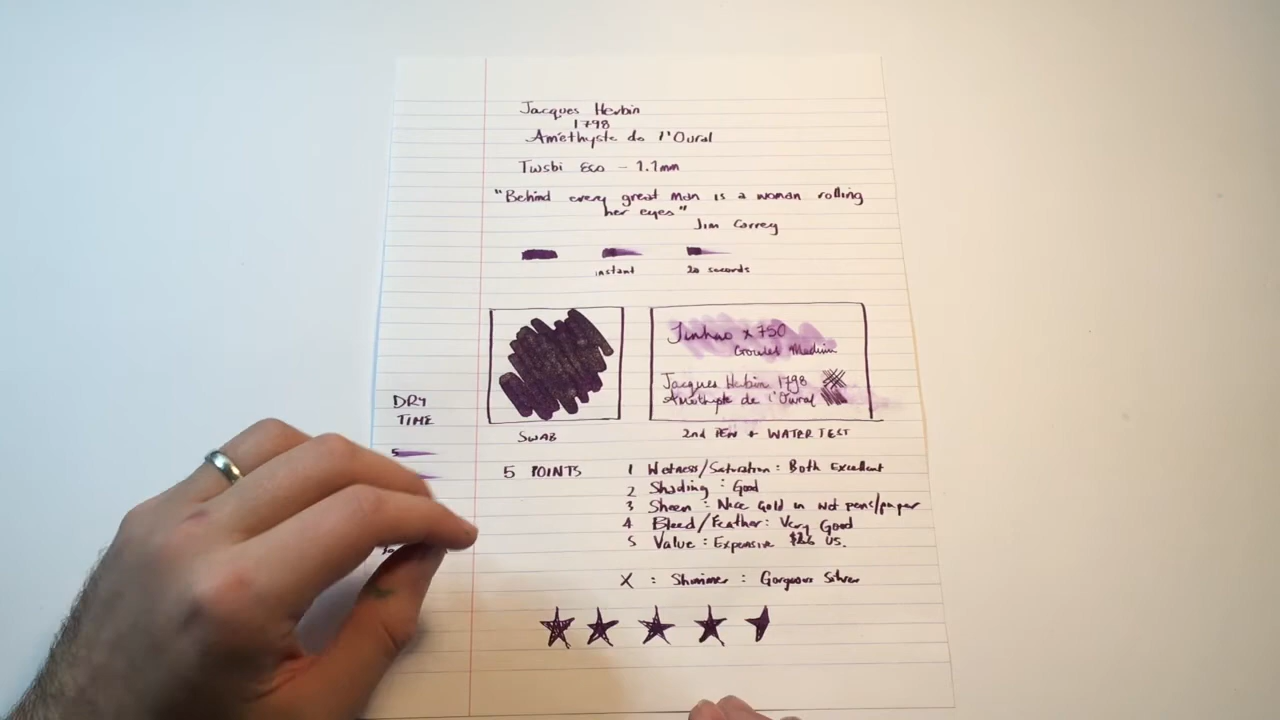 Jacques Herbin
1798
Améthyste de l'Oural
Twsbi Eco - 1.1mm
"Behind every great man is a woman rolling
her eyes"
Jim Carrey
instant
20 seconds
Jinhao x750
Goulet Medium
Jacques Herbin 1798
Améthyste de l'Oural
DRY
TIME
SWAB
2nd PEN + WATER TEST
5
5 POINTS
1 Wetness/Saturation : Both Excellent
2 Shading : Good
3 Sheen : Nice Gold in wet pens/paper
4 Bleed/Feather : Very Good
5 Value : Expensive US.
X : Shimmer : Gorgeous Silver